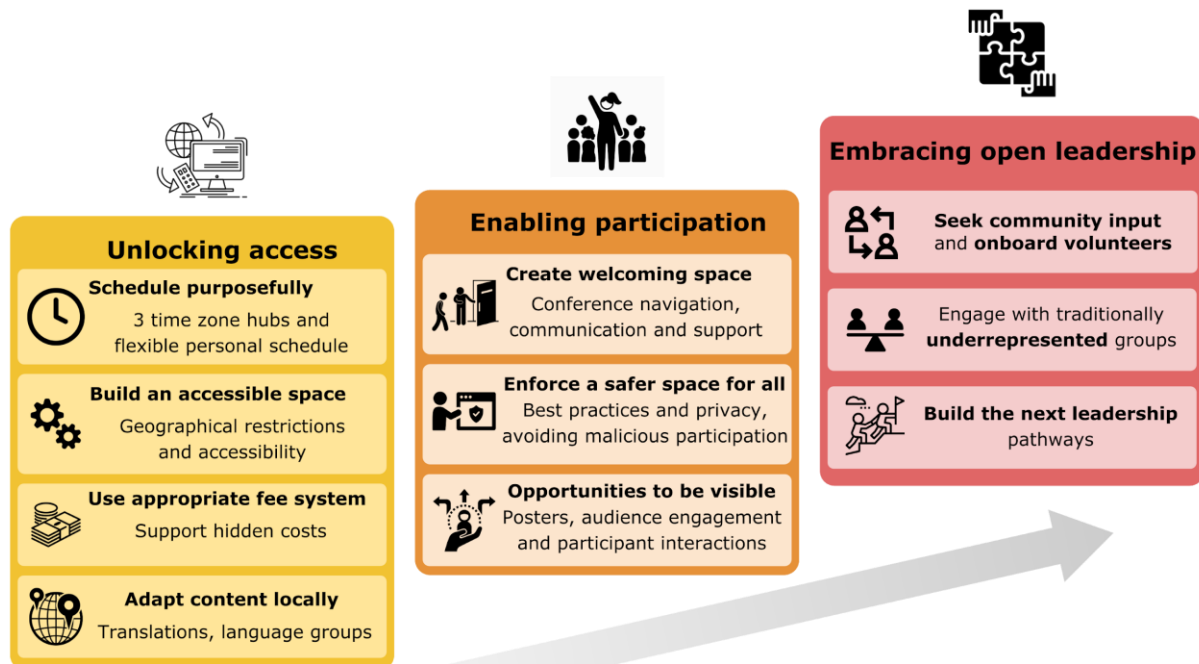 Unlocking access
Schedule purposefully
3 time zone hubs and
flexible personal schedule
Build an accessible space
Geographical restrictions
and accessibility
Use appropriate fee system
Support hidden costs
Adapt content locally
Translations, language groups
Enabling participation
Create welcoming space
Conference navigation,
communication and support
Enforce a safer space for all
Best practices and privacy,
avoiding malicious participation
Opportunities to be visible
Posters, audience engagement
and participant interactions
Embracing open leadership
Seek community input
and onboard volunteers
Engage with traditionally
underrepresented groups
Build the next leadership
pathways